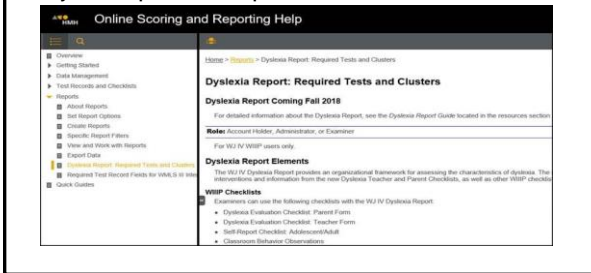 HMH Online Scoring and Reporting Help
Overview
Getting Started
Data Management
Test Records and Checklists
Reports
About Reports
Set Report Options
Create Reports
Specific Report Filters
View and Work with Reports
Export Data
Dyslexia Report: Required Tests and Clusters
Required Test Record Fields for WMLS III Inte
Quick Guides
Home > Reports > Dyslexia Report: Required Tests and Clusters
Dyslexia Report: Required Tests and Clusters
Dyslexia Report Coming Fall 2018
For detailed information about the Dyslexia Report, see the Dyslexia Report Guide located in the resources section
Role: Account Holder, Administrator, or Examiner
For WJ IV WIIIP users only.
Dyslexia Report Elements
The WJ IV Dyslexia Report provides an organizational framework for assessing the characteristics of dyslexia. The
interventions and information from the new Dyslexia Teacher and Parent Checklists, as well as other WIIIP checklis
WIIIP Checklists
Examiners can use the following checklists with the WJ IV Dyslexia Report:
Dyslexia Evaluation Checklist: Parent Form
Dyslexia Evaluation Checklist: Teacher Form
Self-Report Checklist: Adolescent/Adult
Classroom Behavior Observations